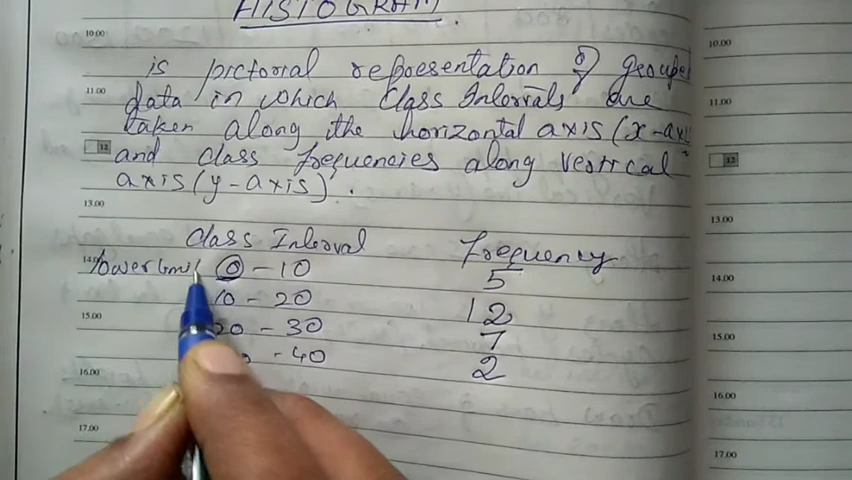 HISTOGRAM.
10.00 10.00
is pictorial representation of grouped
11.00 data in which Class Intervals are 11.00
taken along the horizontal axis (x-axi
12 and class frequencies along vertical 12
axis (y-axis).
13.00 13.00
Class Interval Frequency
14.00 lower limit 0 - 10 5 14.00
10 - 20 12
15.00 20 - 30 7 15.00
- 40 2
16.00 16.00
17.00 17.00